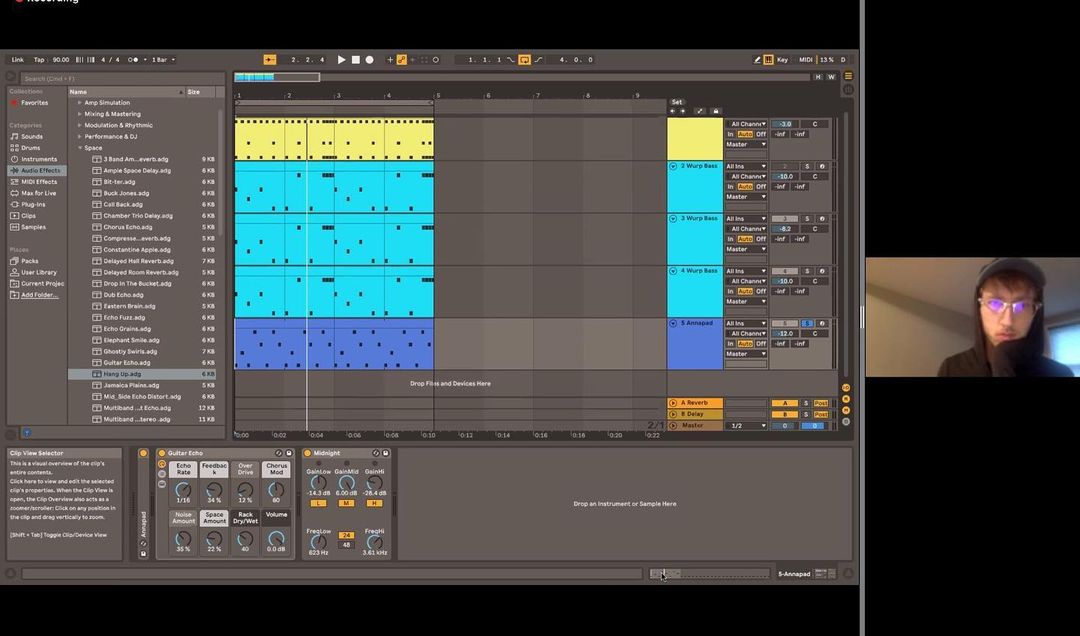 Recording
Link Tap 90.00 4 / 4 1 Bar 2. 2. 4 1. 1. 1 4. 0. 0 Key MIDI 13 % D
Search (Cmd + F)
H W
Collections
Favorites
Categories
Sounds
Drums
Instruments
Audio Effects
MIDI Effects
Max for Live
Plug-Ins
Clips
Samples
Places
Packs
User Library
Current Projec
Add Folder...
Name Size
Amp Simulation
Mixing & Mastering
Modulation & Rhythmic
Performance & DJ
Space
3 Band Am...everb.adg 9 KB
Ample Space Delay.adg 6 KB
Bit-ter.adg 6 KB
Buck Jones.adg 6 KB
Call Back.adg 6 KB
Chamber Trio Delay.adg 6 KB
Chorus Echo.adg 6 KB
Compresse...everb.adg 6 KB
Constantine Apple.adg 6 KB
Delayed Hall Reverb.adg 7 KB
Delayed Room Reverb.adg 6 KB
Drop In The Bucket.adg 6 KB
Dub Echo.adg 6 KB
Eastern Brain.adg 6 KB
Echo Fuzz.adg 6 KB
Echo Grains.adg 6 KB
Elephant Smile.adg 6 KB
Ghostly Swirls.adg 7 KB
Guitar Echo.adg 6 KB
Hang Up.adg 6 KB
Jamaica Plains.adg 5 KB
Mid_Side Echo Distort.adg 6 KB
Multiband ...t Echo.adg 12 KB
Multiband ...tereo .adg 11 KB
1 2 3 4 5 6 7 8 9
Set
All Channe -3.0 C
In Auto Off -inf -inf
Master
2 Wurp Bass All Ins 2 S
All Channe -10.0 C
In Auto Off -inf -inf
Master
3 Wurp Bass All Ins 3 S
All Channe -8.2 C
In Auto Off -inf -inf
Master
4 Wurp Bass All Ins 4 S
All Channe -10.0 C
In Auto Off -inf -inf
Master
5 Annapad All Ins 5 S
All Channe -12.0 C
In Auto Off -inf -inf
Master
Drop Files and Devices Here
A Reverb A S Post
B Delay B S Post
Master 1/2 0 0
2/1
0:00 0:02 0:04 0:06 0:08 0:10 0:12 0:14 0:16 0:18 0:20 0:22
Clip View Selector
This is a visual overview of the clip's
entire contents.
Click here to view and edit the selected
clip's properties. When the Clip View is
open, the Clip Overview also acts as a
zoomer/scroller: Click on any position in
the clip and drag vertically to zoom.
[Shift + Tab] Toggle Clip/Device View
Annapad
Guitar Echo
Echo Rate Feedbac k Over Drive Chorus Mod
1/16 34 % 12 % 60
Noise Amount Space Amount Rack Dry/Wet Volume
35 % 22 % 40 0.0 dB
Midnight
GainLow GainMid GainHi
-14.3 dB 6.00 dB -26.4 dB
L M H
FreqLow 24 FreqHi
48
623 Hz 3.61 kHz
Drop an Instrument or Sample Here
5-Annapad